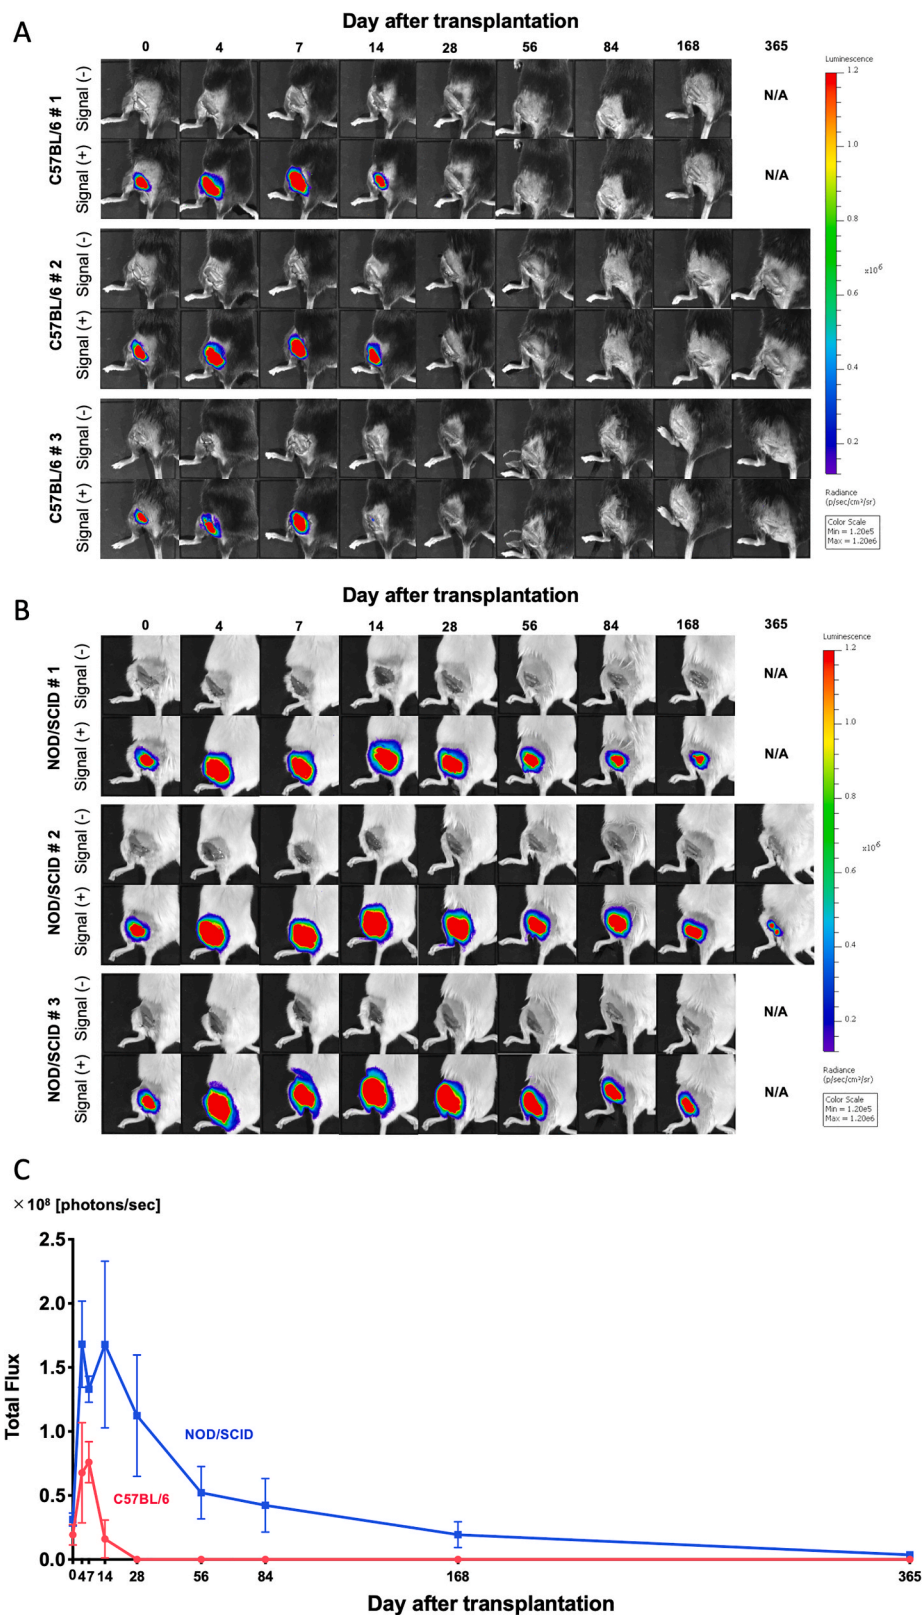 A
Day after transplantation
0 4 7 14 28 56 84 168 365
C57BL/6 # 1
Signal (-)
N/A
Signal (+)
N/A
C57BL/6 # 2
Signal (-)
Signal (+)
C57BL/6 # 3
Signal (-)
Signal (+)
Luminescence
1.2
1.0
0.8
x10⁶
0.6
0.4
0.2
Radiance
(p/sec/cm²/sr)
Color Scale
Min = 1.20e5
Max = 1.20e6
B
Day after transplantation
0 4 7 14 28 56 84 168 365
NOD/SCID # 1
Signal (-)
N/A
Signal (+)
N/A
NOD/SCID # 2
Signal (-)
Signal (+)
NOD/SCID # 3
Signal (-)
N/A
Signal (+)
N/A
Luminescence
1.2
1.0
0.8
x10⁶
0.6
0.4
0.2
Radiance
(p/sec/cm²/sr)
Color Scale
Min = 1.20e5
Max = 1.20e6
C
×10⁸ [photons/sec]
Total Flux
2.5
2.0
1.5
1.0
0.5
0.0
NOD/SCID
C57BL/6
0 4 7 14 28 56 84 168 365
Day after transplantation